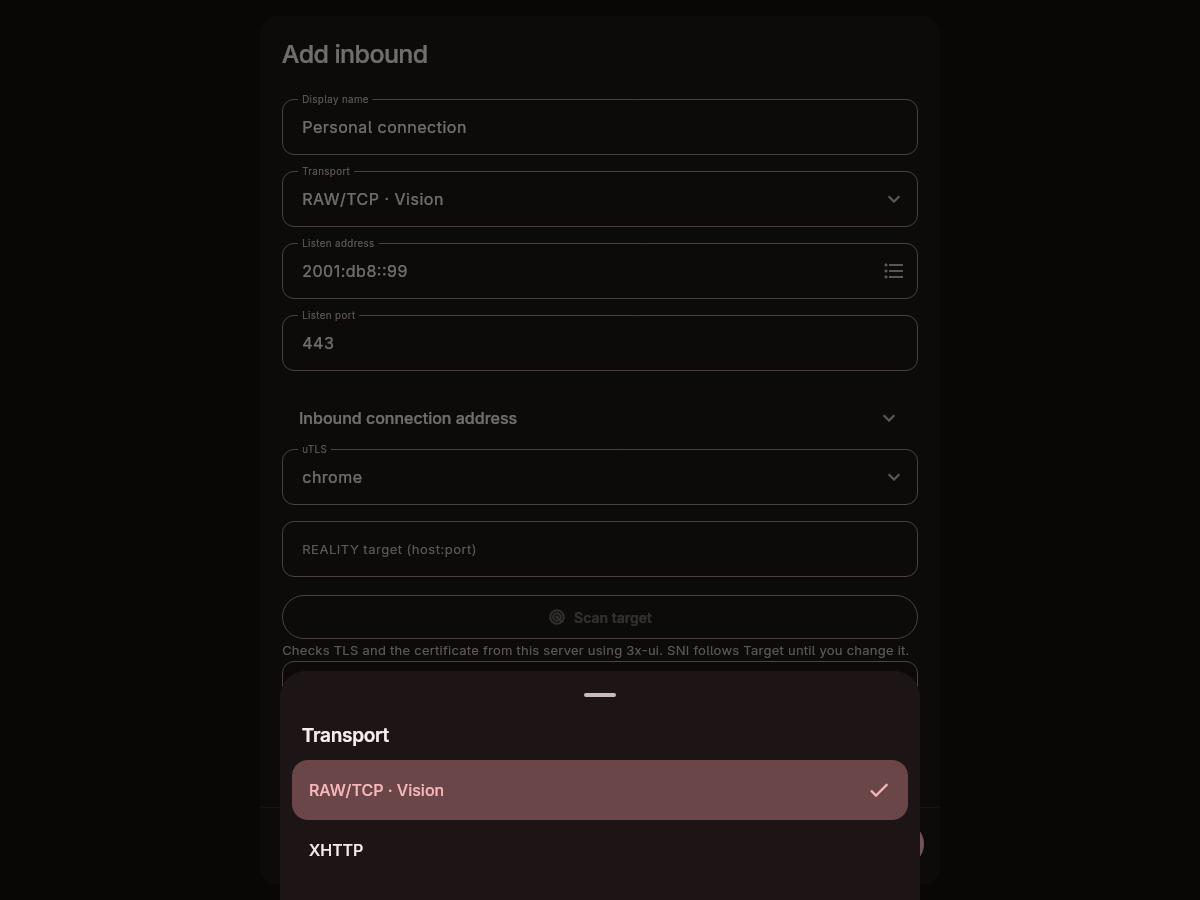 Add inbound
Display name
Personal connection
Transport
RAW/TCP · Vision
Listen address
2001:db8::99
Listen port
443
Inbound connection address
uTLS
chrome
REALITY target (host:port)
Scan target
Checks TLS and the certificate from this server using 3x-ui. SNI follows Target until you change it.
Transport
RAW/TCP · Vision
XHTTP